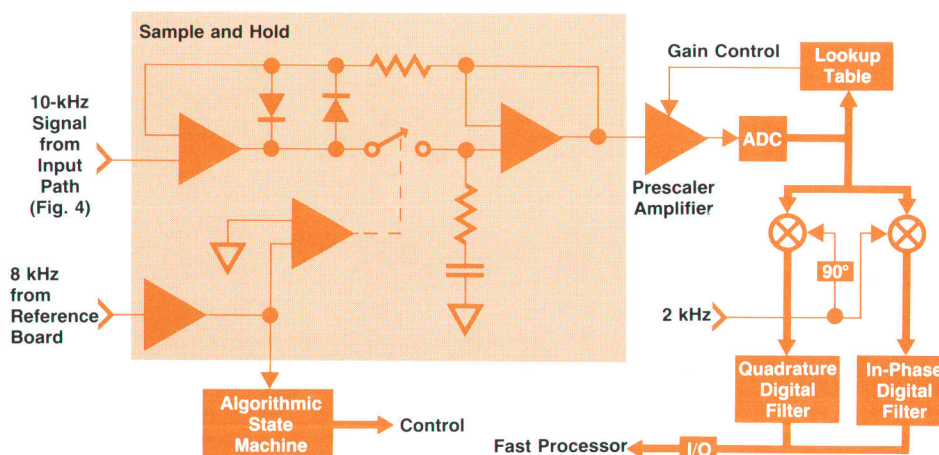 Sample and Hold
10-kHz
Signal
from
Input
Path
(Fig. 4)
8 kHz
from
Reference
Board
Algorithmic
State
Machine
Control
Gain Control
Lookup
Table
ADC
Prescaler
Amplifier
90°
2 kHz
Quadrature
Digital
Filter
In-Phase
Digital
Filter
Fast Processor
I/O